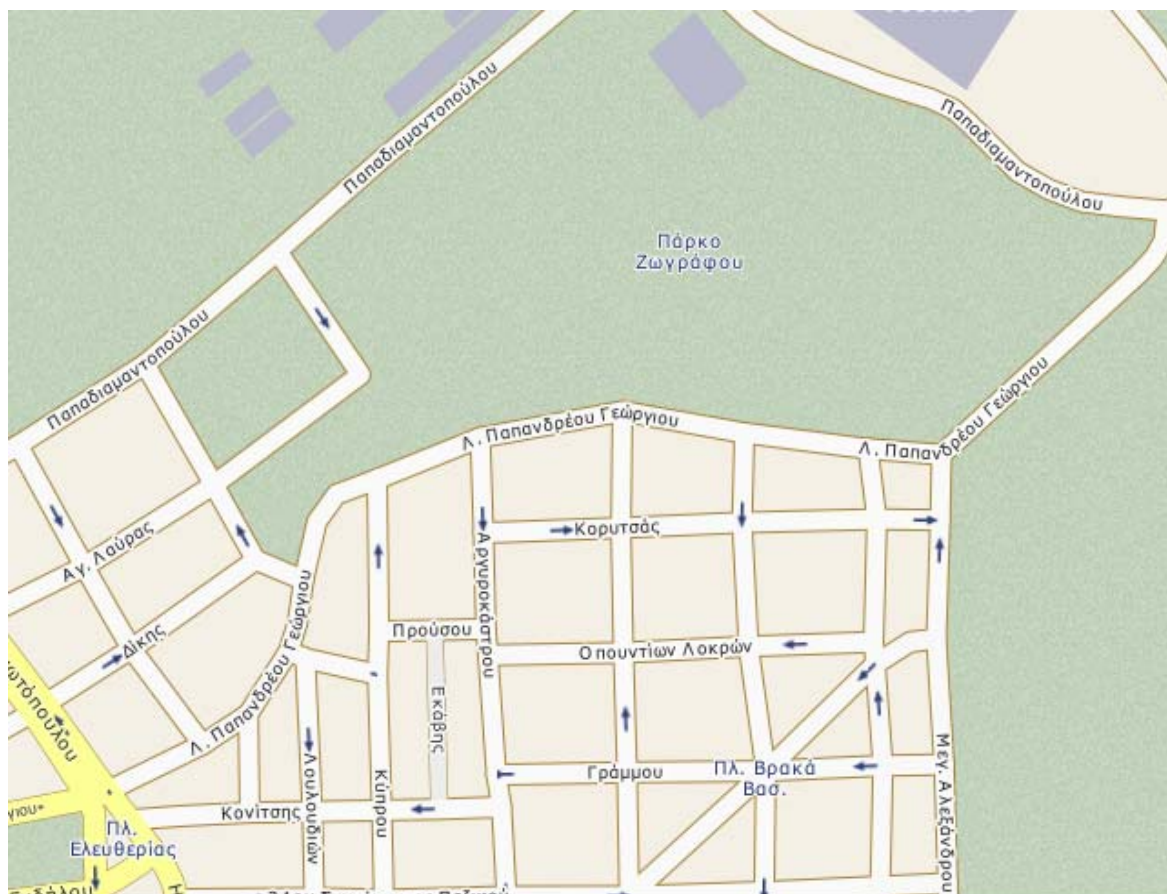 Παπαδιαμαντοπούλου
Παπαδιαμαντοπούλου
Πάρκο
Ζωγράφου
Παπαδιαμαντοπούλου
Λ. Παπανδρέου Γεώργιου
Λ. Παπανδρέου Γεώργιου
Κορυτσάς
Αγ. Λαύρας
Αργυροκάστρου
Λ. Παπανδρέου Γεώργιου
Δίκης
Προύσου
Οπουντίων Λοκρών
Εκάβης
Λουλουδιών
Κύπρου
Γράμμου
Πλ. Βρακά
Βασ.
Μεγ. Αλεξάνδρου
Κονίτσης
Πλ.
Ελευθερίας